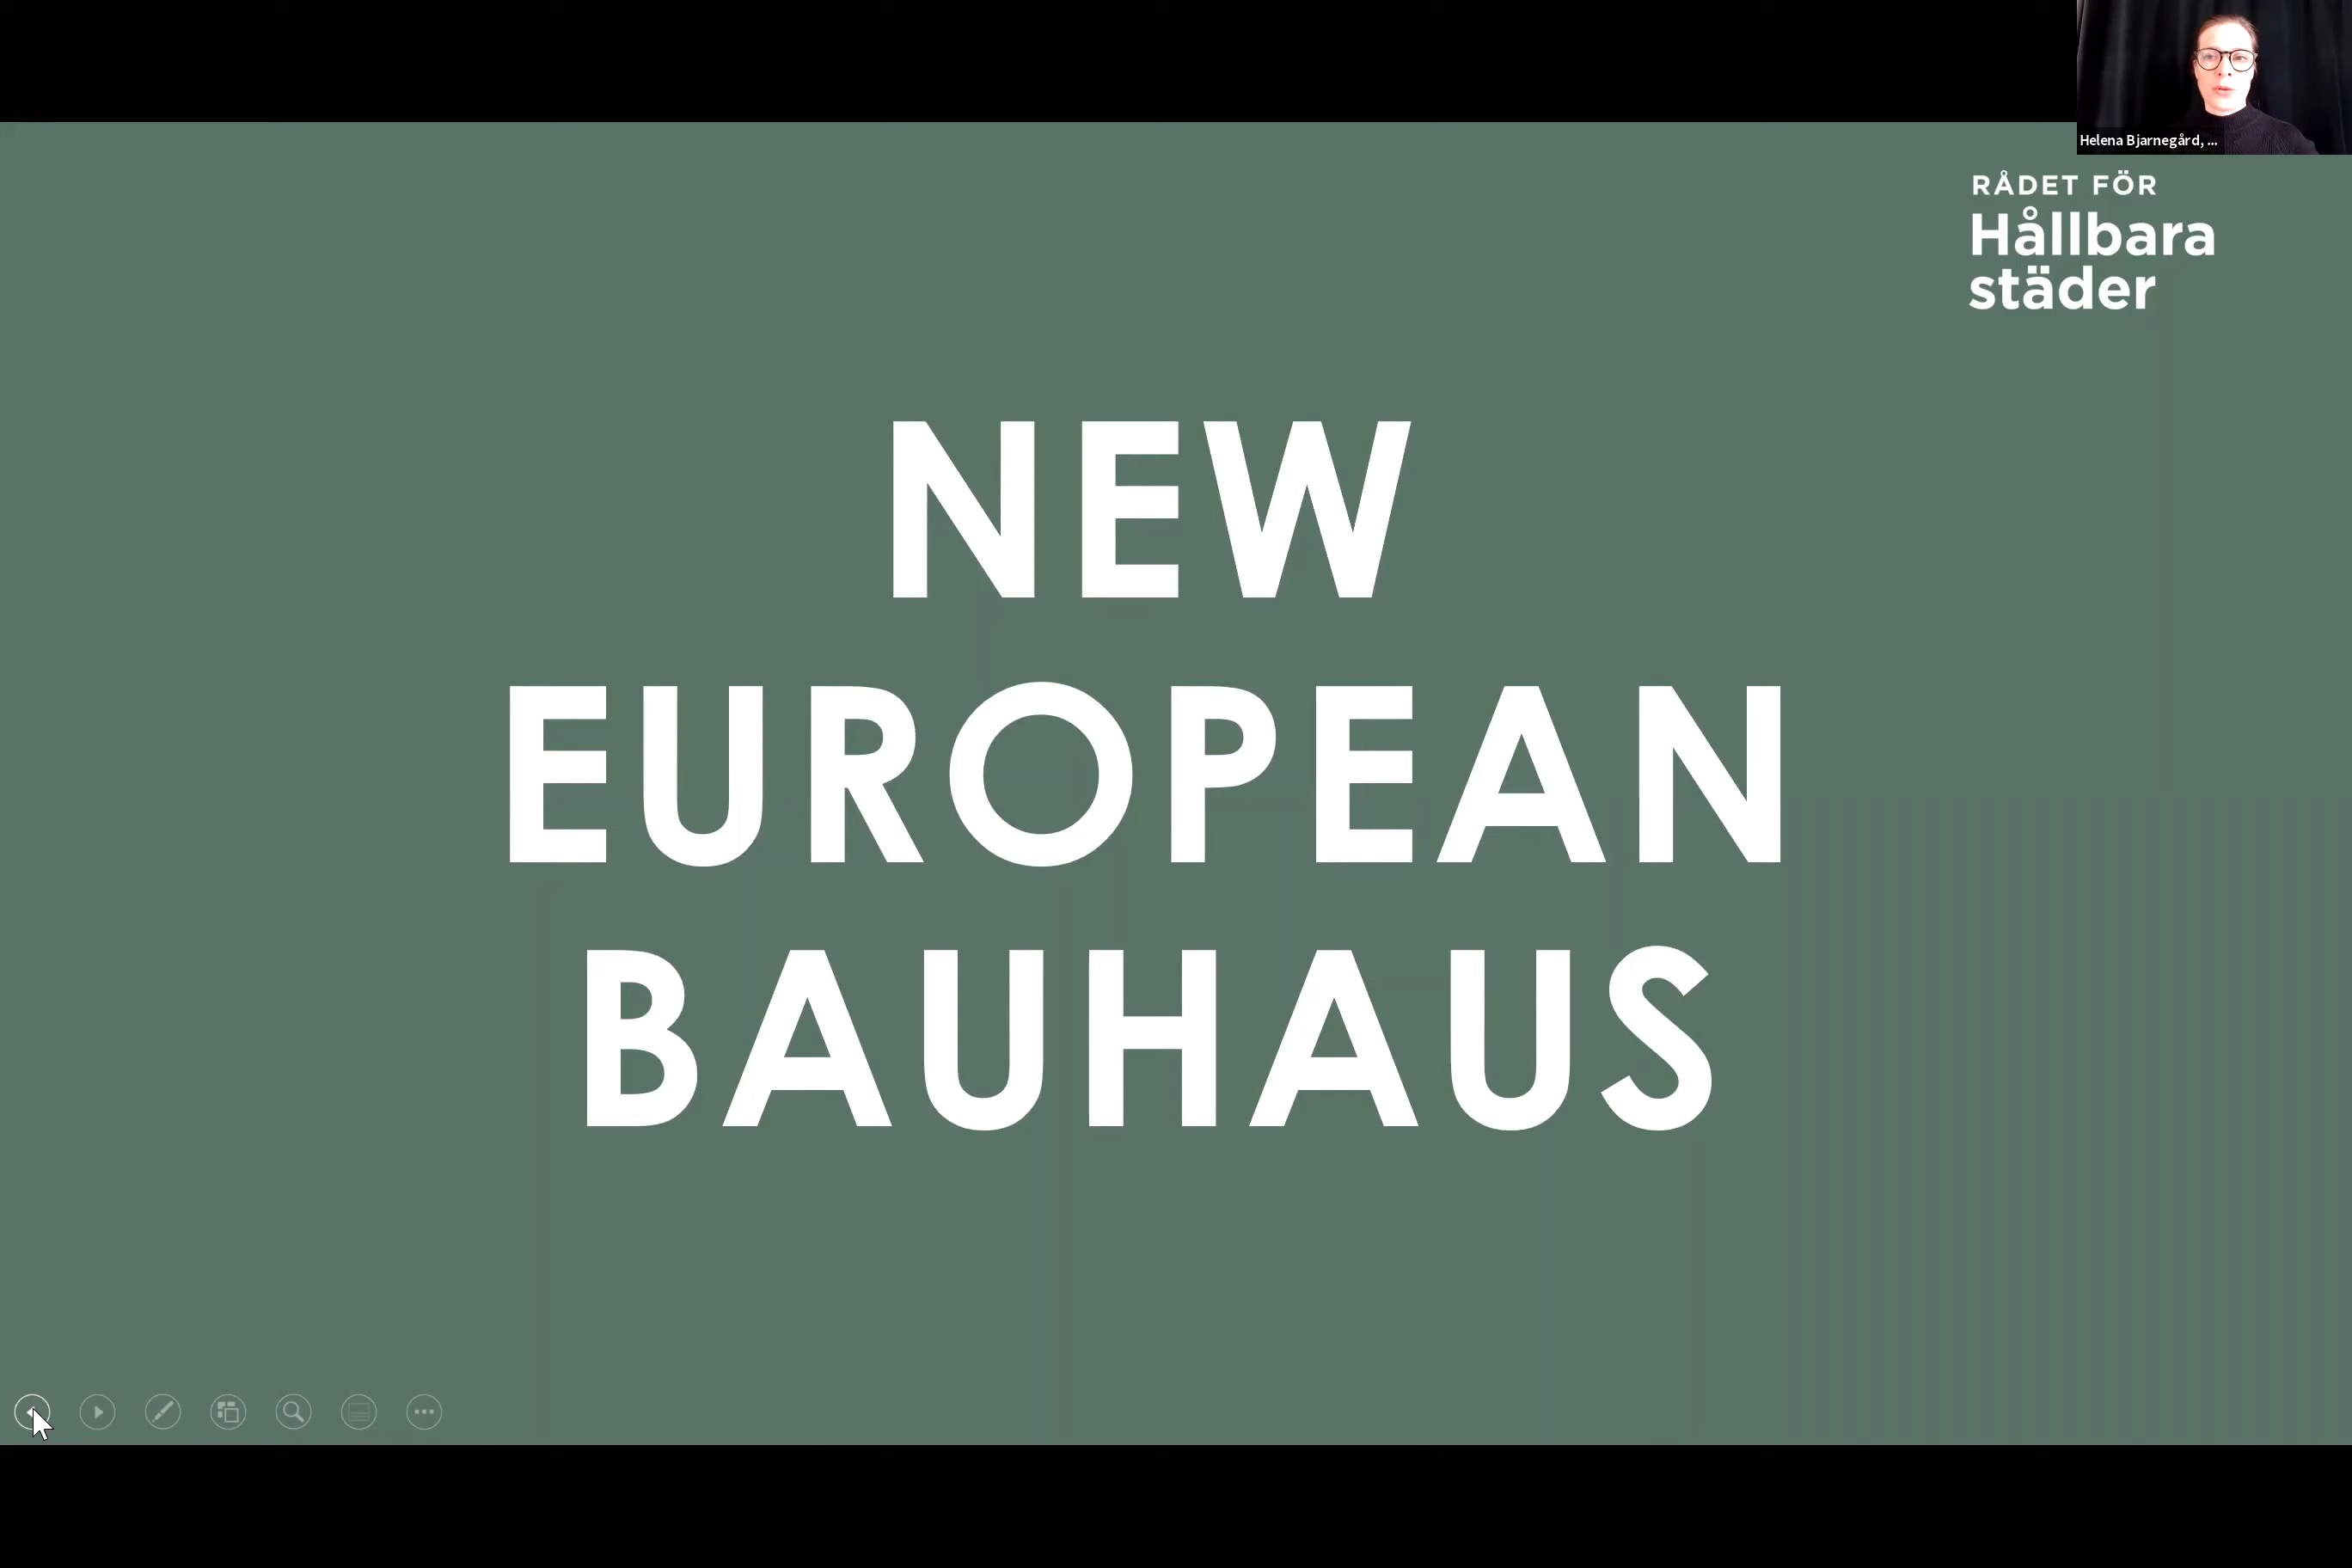 Helena Bjarnegård, ...
RÅDET FÖR
Hållbara
städer
NEW
EUROPEAN
BAUHAUS